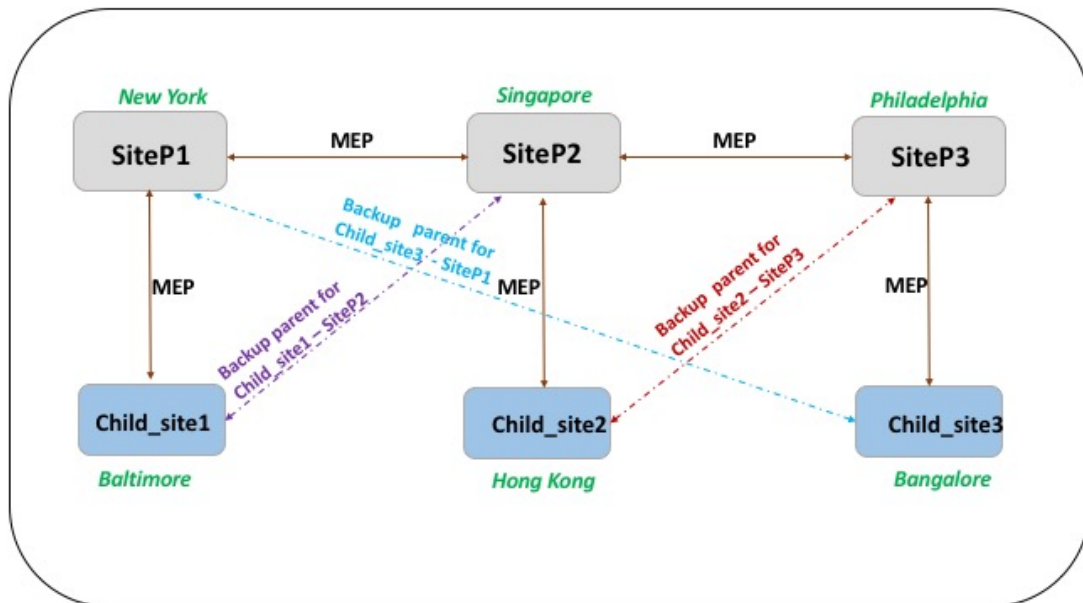 New York
Singapore
Philadelphia
SiteP1
MEP
SiteP2
MEP
SiteP3
Backup parent for
Child_site3 - SiteP1
Backup parent for
Child_site2 – SiteP3
MEP
MEP
MEP
Backup parent for
Child_site1 – SiteP2
Child_site1
Child_site2
Child_site3
Baltimore
Hong Kong
Bangalore